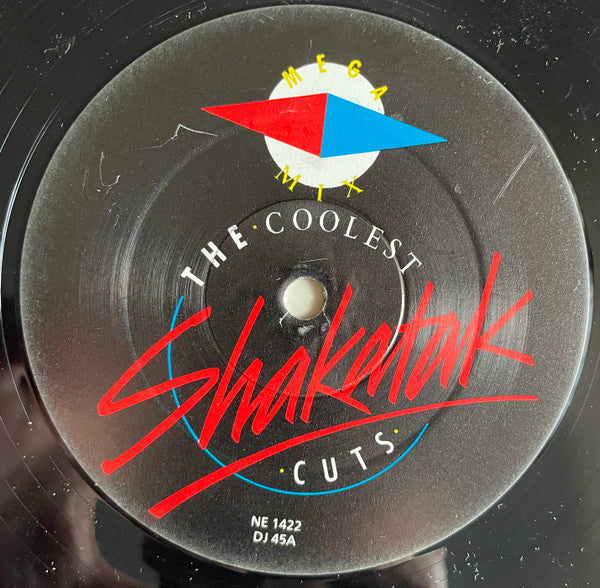 MEGA
MIX
THE · COOLEST
Shakatak
· CUTS ·
NE 1422
DJ 45A